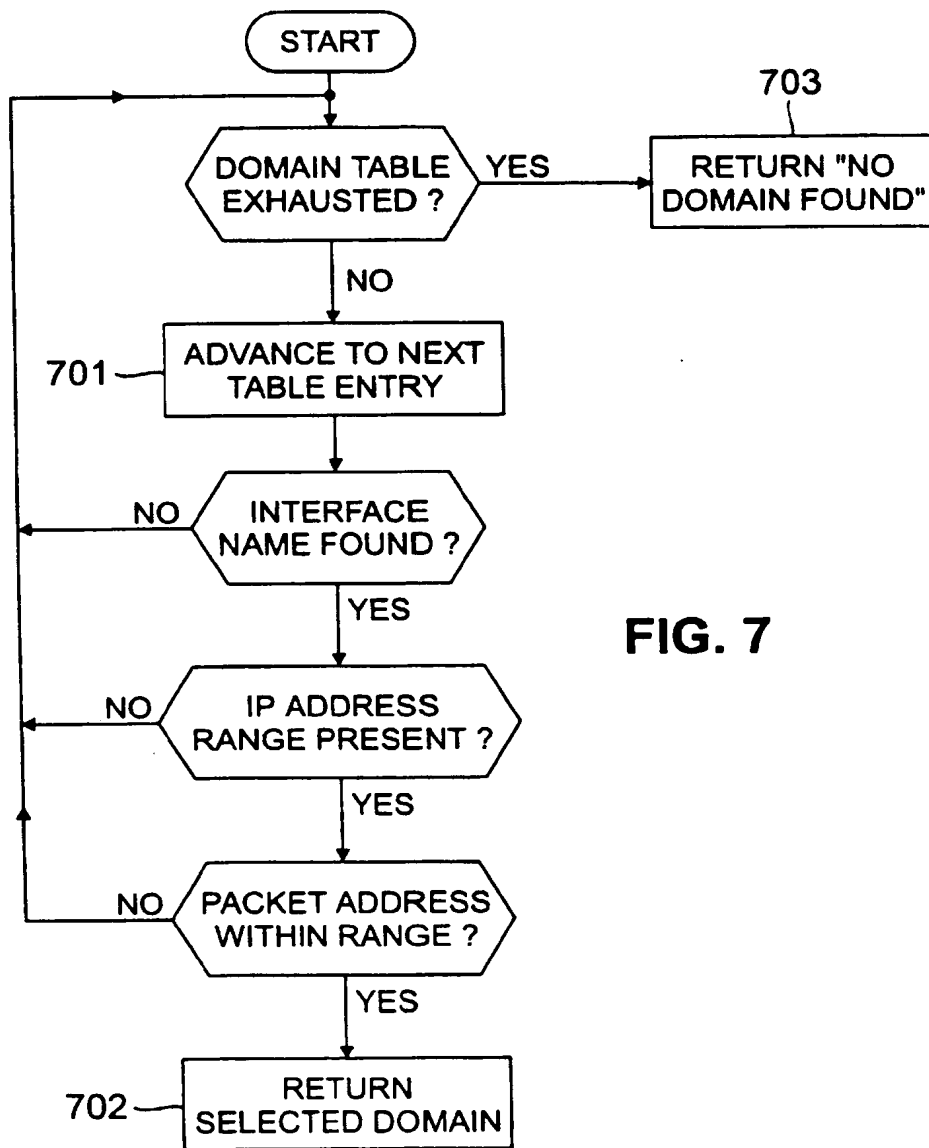 START
DOMAIN TABLE
EXHAUSTED ?
YES
703
RETURN "NO
DOMAIN FOUND"
NO
701
ADVANCE TO NEXT
TABLE ENTRY
NO
INTERFACE
NAME FOUND ?
YES
FIG. 7
NO
IP ADDRESS
RANGE PRESENT ?
YES
NO
PACKET ADDRESS
WITHIN RANGE ?
YES
702
RETURN
SELECTED DOMAIN